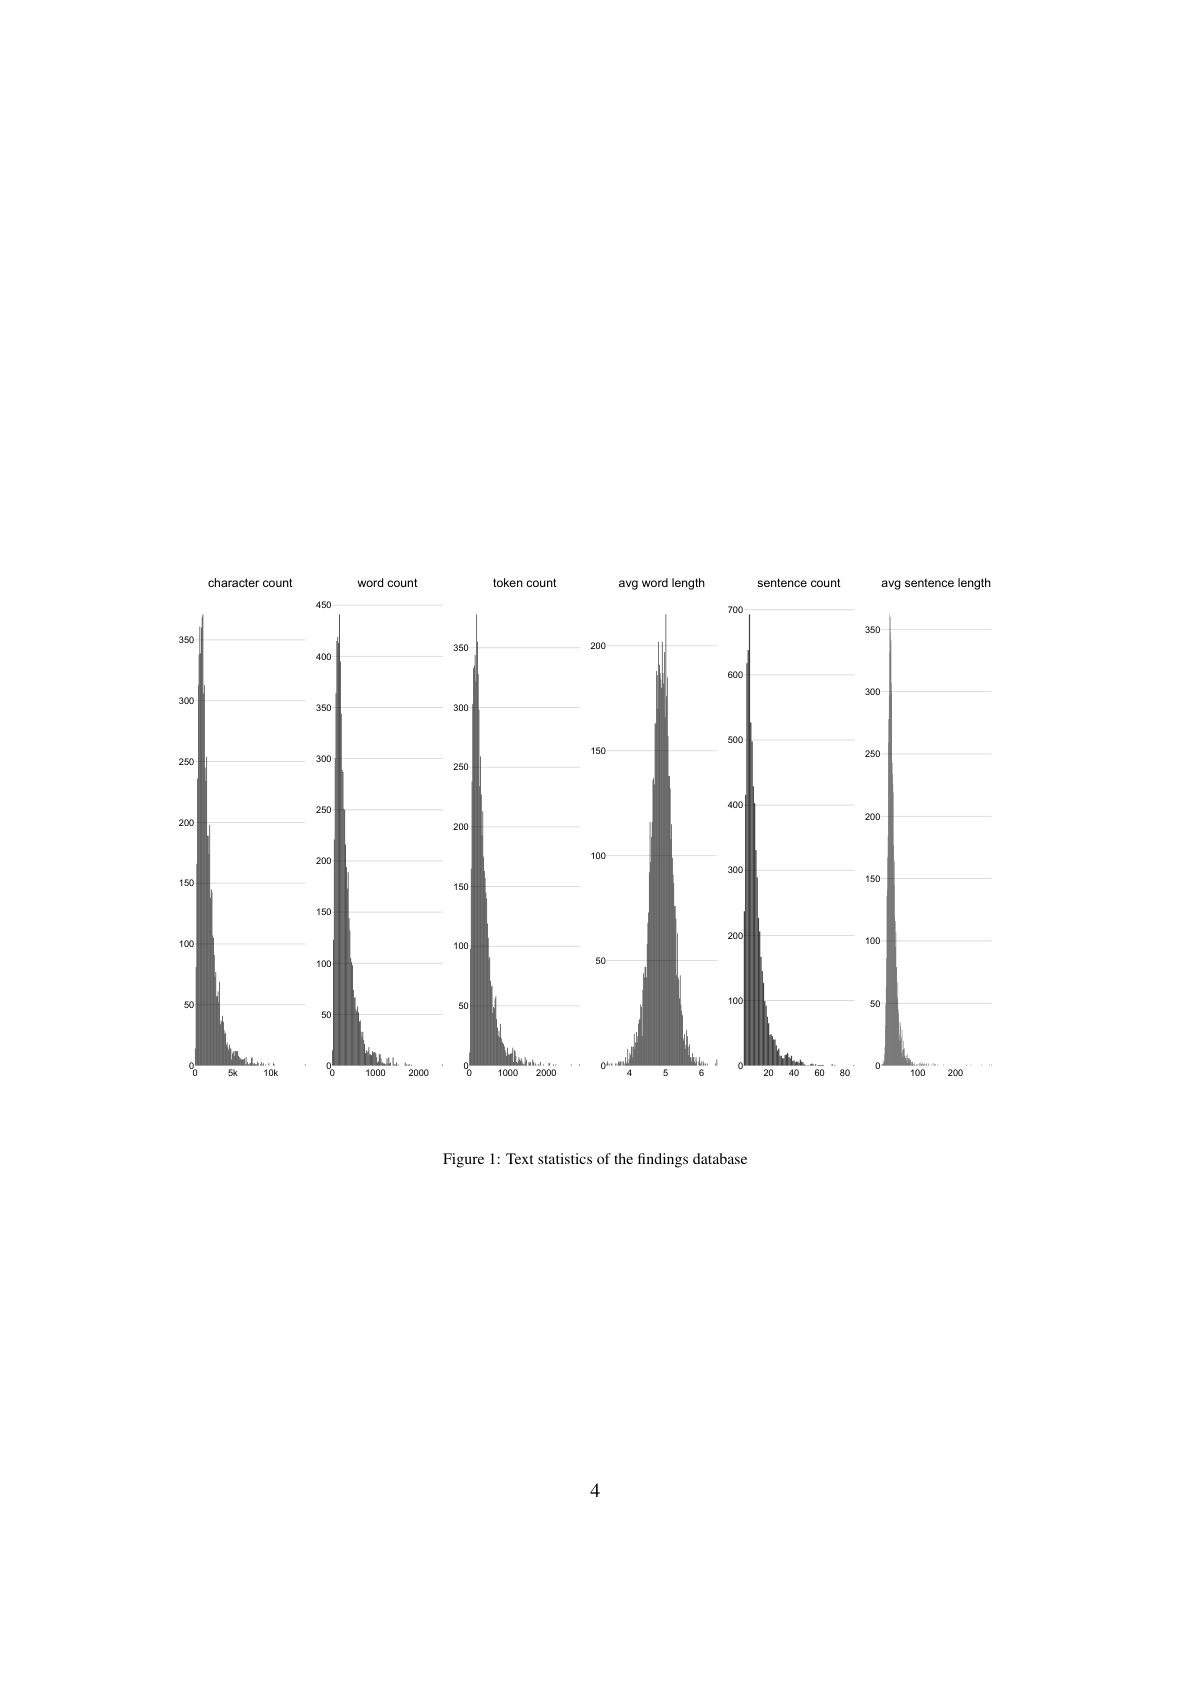 character count word count token count avg word length sentence count avg sentence length
0 50 100 150 200 250 300 350
0 5k 10k
0 50 100 150 200 250 300 350 400 450
0 1000 2000
0 50 100 150 200 250 300 350
0 1000 2000
0 50 100 150 200
4 5 6
0 100 200 300 400 500 600 700
20 40 60 80
0 50 100 150 200 250 300 350
100 200
Figure 1: Text statistics of the findings database
4